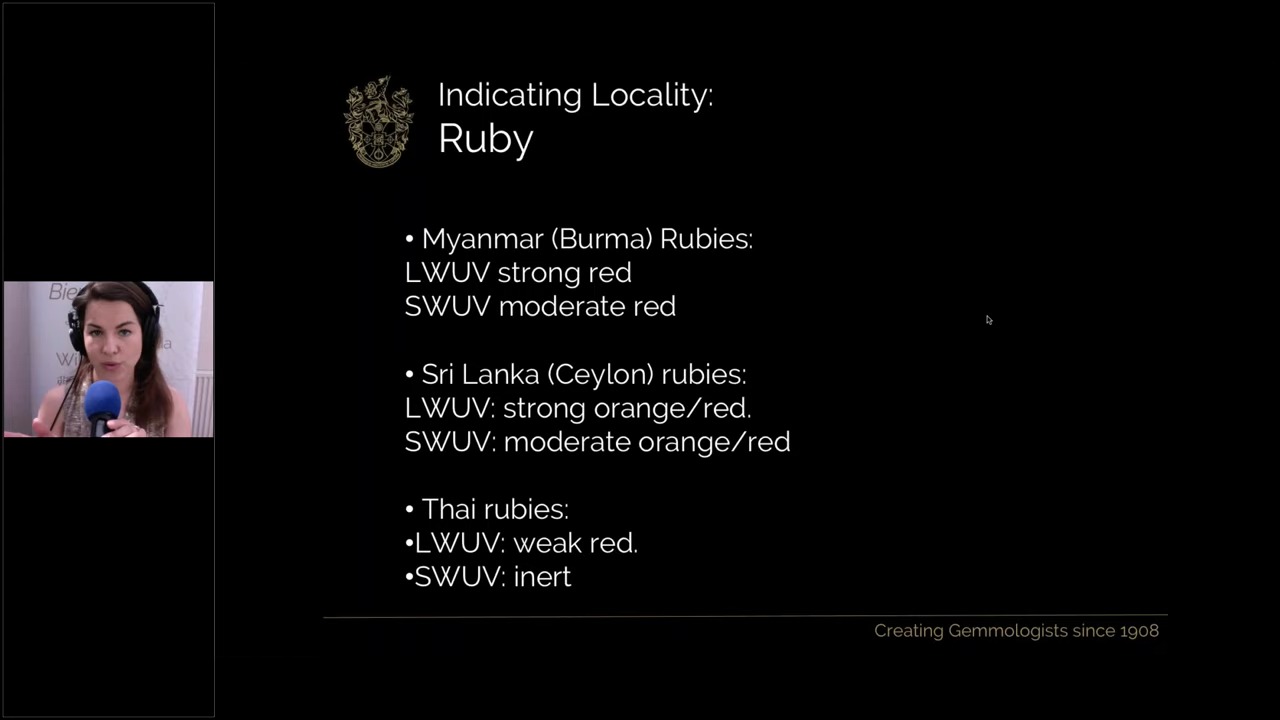 Indicating Locality:
Ruby
• Myanmar (Burma) Rubies:
LWUV strong red
SWUV moderate red
• Sri Lanka (Ceylon) rubies:
LWUV: strong orange/red.
SWUV: moderate orange/red
• Thai rubies:
•LWUV: weak red.
•SWUV: inert
Creating Gemmologists since 1908